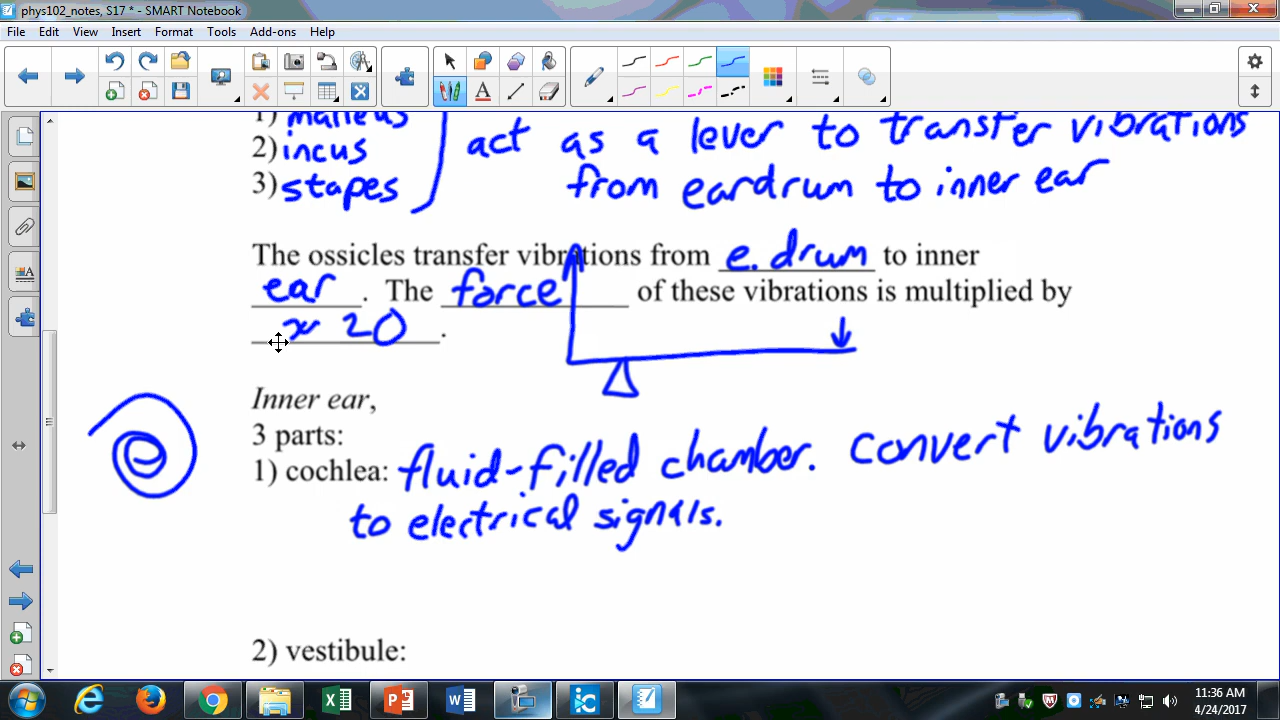 phys102_notes, S17 * - SMART Notebook
File Edit View Insert Format Tools Add-ons Help
1) malleus
2) incus
3) stapes
act as a lever to transfer vibrations
from eardrum to inner ear
The ossicles transfer vibrations from e. drum to inner
ear. The force of these vibrations is multiplied by
≈ 20.
Inner ear,
3 parts:
1) cochlea: fluid-filled chamber. Convert vibrations
to electrical signals.
2) vestibule:
11:36 AM
4/24/2017